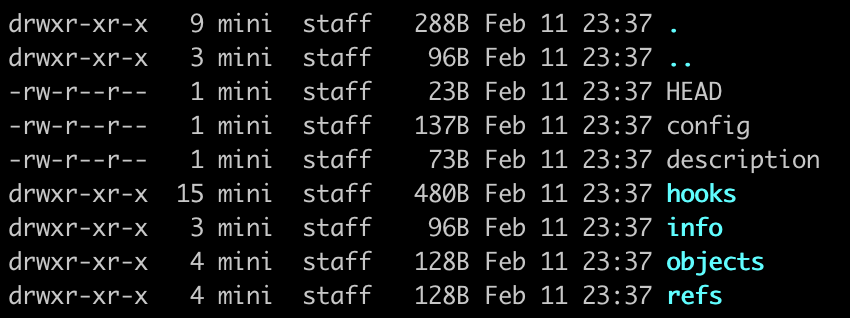 drwxr-xr-x   9 mini  staff   288B Feb 11 23:37 .
drwxr-xr-x   3 mini  staff    96B Feb 11 23:37 ..
-rw-r--r--   1 mini  staff    23B Feb 11 23:37 HEAD
-rw-r--r--   1 mini  staff   137B Feb 11 23:37 config
-rw-r--r--   1 mini  staff    73B Feb 11 23:37 description
drwxr-xr-x  15 mini  staff   480B Feb 11 23:37 hooks
drwxr-xr-x   3 mini  staff    96B Feb 11 23:37 info
drwxr-xr-x   4 mini  staff   128B Feb 11 23:37 objects
drwxr-xr-x   4 mini  staff   128B Feb 11 23:37 refs